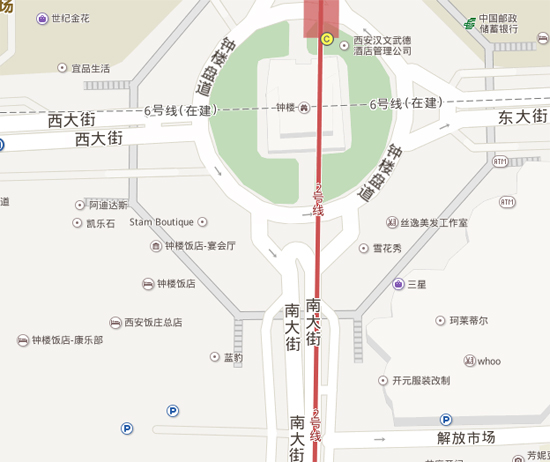 场
世纪金花
中国邮政
储蓄银行
C
西安汉文武德
酒店管理公司
宜品生活
钟楼盘道
6号线(在建)
6号线(在建)
钟楼
西大街
西大街
东大街
钟楼盘道
ATM
ATM
2号线
道
阿迪达斯
凯乐石
Stam Boutique
丝逸美发工作室
钟楼饭店-宴会厅
雪花秀
钟楼饭店
三星
南大街
南大街
西安饭庄总店
珂莱蒂尔
钟楼饭店-康乐部
蓝豹
whoo
开元服装改制
P
P
P
2号线
南大街
解放市场
芳妮